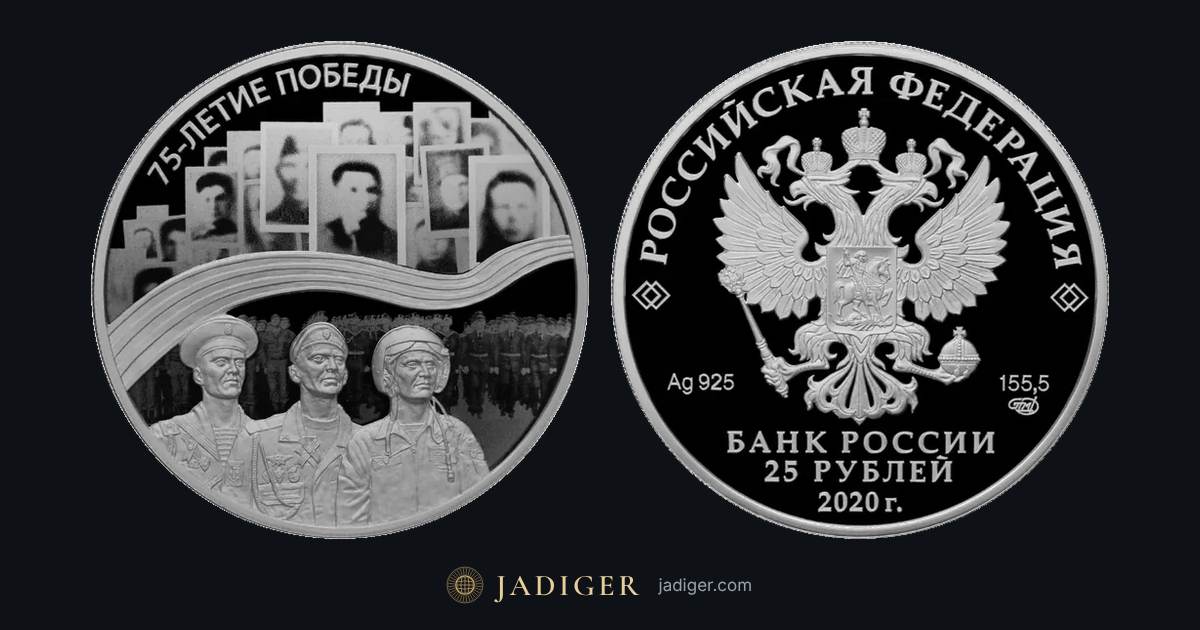 75-ЛЕТИЕ ПОБЕДЫ
РОССИЙСКАЯ ФЕДЕРАЦИЯ
Ag 925
155,5
БАНК РОССИИ
25 РУБЛЕЙ
2020 г.
JADIGER
jadiger.com